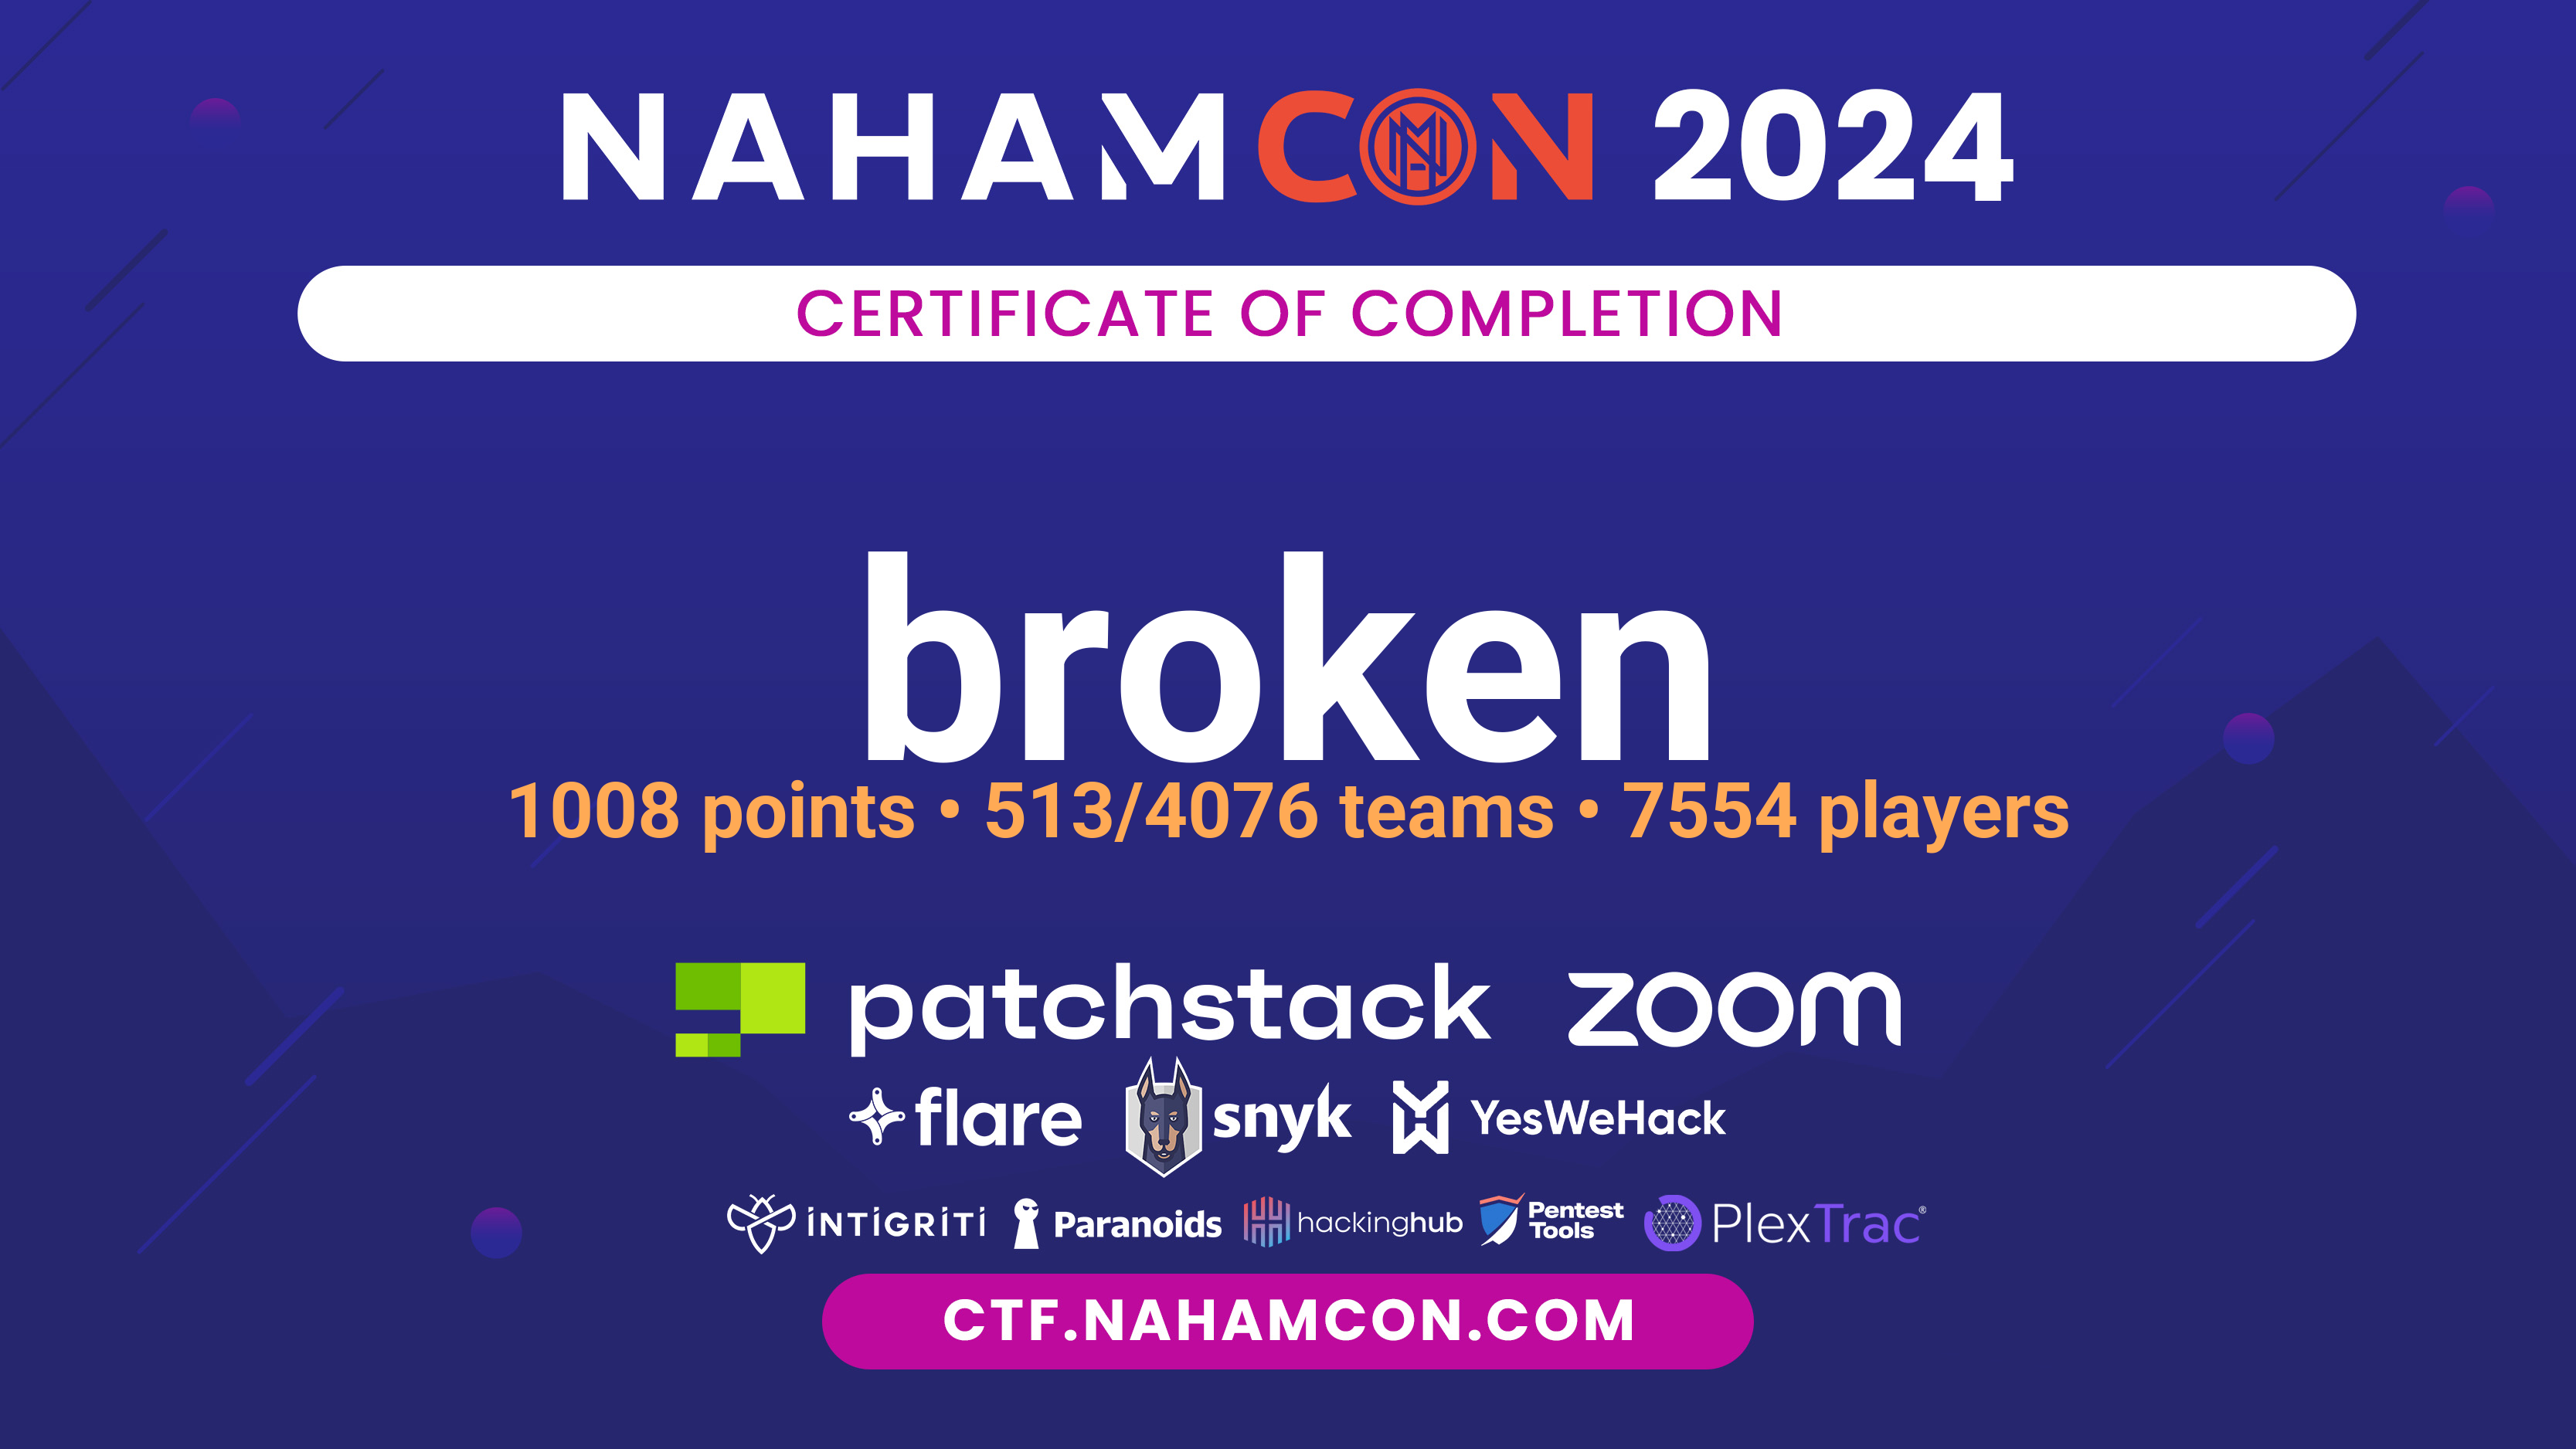 NAHAMCON 2024
CERTIFICATE OF COMPLETION
broken
1008 points • 513/4076 teams • 7554 players
patchstack zoom
flare snyk YesWeHack
INTIGRITI Paranoids hackinghub Pentest Tools PlexTrac®
CTF.NAHAMCON.COM